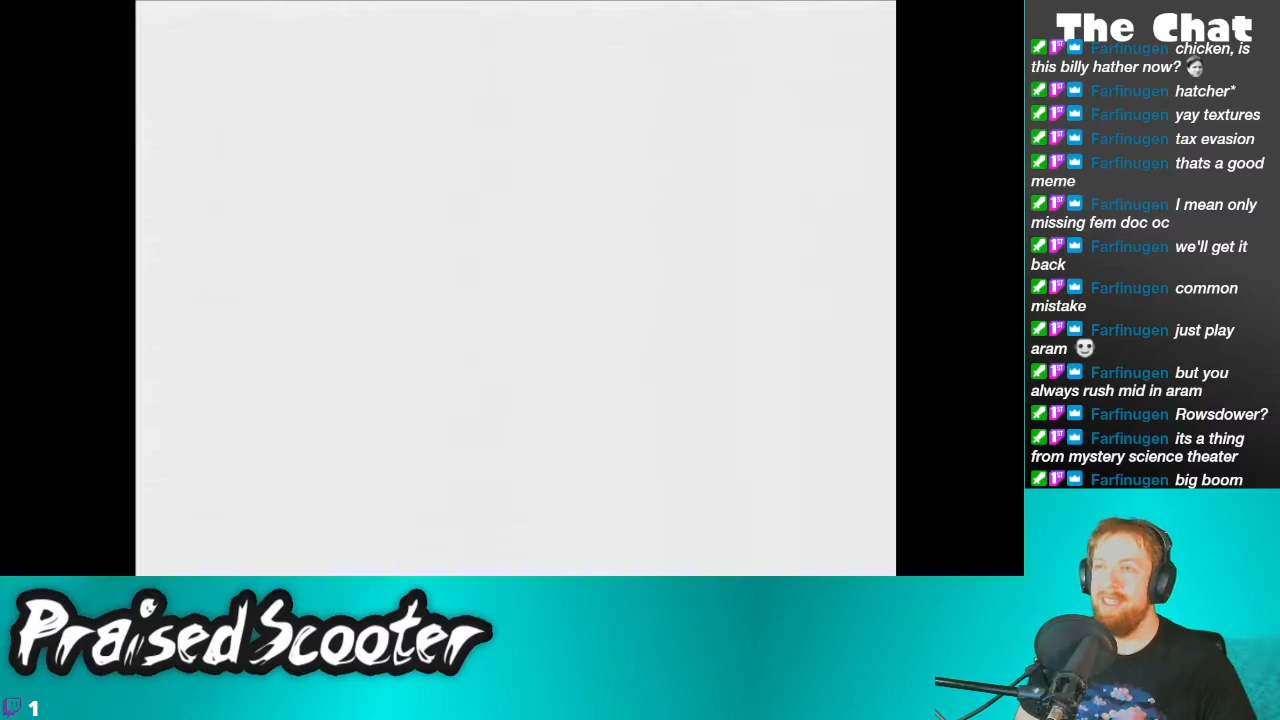 The Chat
Farfinugen chicken, is
this billy hather now?
Farfinugen hatcher*
Farfinugen yay textures
Farfinugen tax evasion
Farfinugen thats a good
meme
Farfinugen I mean only
missing fem doc oc
Farfinugen we'll get it
back
Farfinugen common
mistake
Farfinugen just play
aram
Farfinugen but you
always rush mid in aram
Farfinugen Rowsdower?
Farfinugen its a thing
from mystery science theater
Farfinugen big boom
PraisedScooter
1